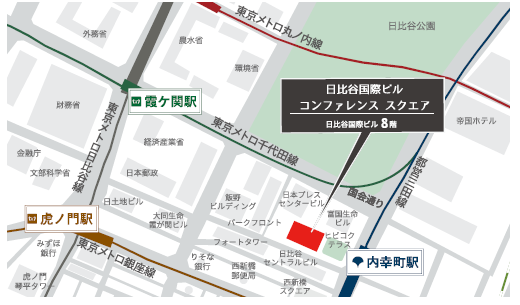 東京メトロ丸ノ内線
日比谷公園
外務省
農水省
環境省
日比谷国際ビル
コンファレンス スクエア
日比谷国際ビル 8階
霞ケ関駅
財務省
東京メトロ日比谷線
東京メトロ千代田線
帝国ホテル
経済産業省
金融庁
文部科学省
日本郵政
都営三田線
国会通り
日土地ビル
飯野
ビルディング
日本プレス
センタービル
大同生命
霞が関ビル
パークフロント
富国生命
ビル
虎ノ門駅
フォートタワー
ヒビコク
テラス
みずほ
銀行
東京メトロ銀座線
りそな
銀行
日比谷
セントラルビル
内幸町駅
西新橋
郵便局
虎ノ門
琴平タワー
西新橋
スクエア